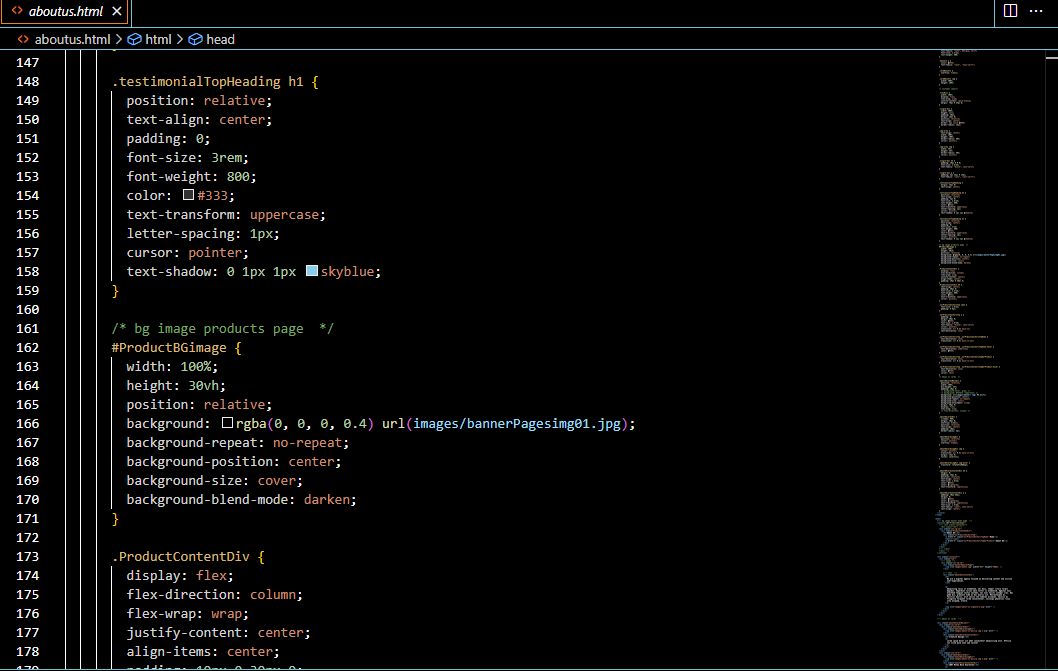 aboutus.html
aboutus.html > html > head
147
148 .testimonialTopHeading h1 {
149 position: relative;
150 text-align: center;
151 padding: 0;
152 font-size: 3rem;
153 font-weight: 800;
154 color: #333;
155 text-transform: uppercase;
156 letter-spacing: 1px;
157 cursor: pointer;
158 text-shadow: 0 1px 1px skyblue;
159 }
160
161 /* bg image products page  */
162 #ProductBGimage {
163 width: 100%;
164 height: 30vh;
165 position: relative;
166 background: rgba(0, 0, 0, 0.4) url(images/bannerPagesimg01.jpg);
167 background-repeat: no-repeat;
168 background-position: center;
169 background-size: cover;
170 background-blend-mode: darken;
171 }
172
173 .ProductContentDiv {
174 display: flex;
175 flex-direction: column;
176 flex-wrap: wrap;
177 justify-content: center;
178 align-items: center;